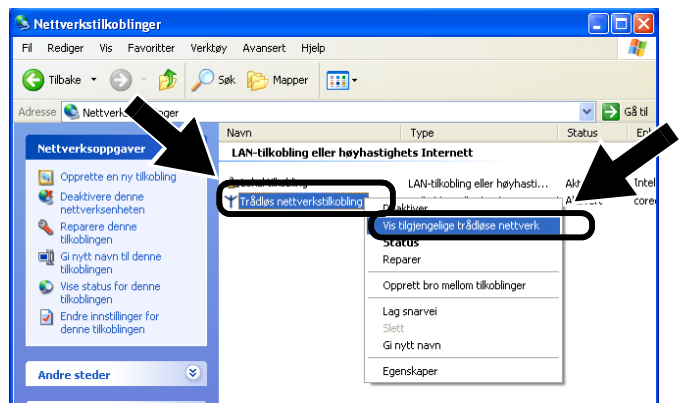 Nettverkstilkoblinger
Fil Rediger Vis Favoritter Verktøy Avansert Hjelp
Tilbake Søk Mapper
Adresse Gå til
Navn Type Status
Nettverksoppgaver
LAN-tilkobling eller høyhastighets Internett
Opprette en ny tilkobling
LAN-tilkobling eller høyhasti...
Deaktivere denne
nettverksenheten
Trådløs nettverkstilkobling
Deaktiver
Vis tilgjengelige trådløse nettverk
Reparere denne
tilkoblingen
Status
Reparer
Gi nytt navn til denne
tilkoblingen
Opprett bro mellom tilkoblinger
Vise status for denne
tilkoblingen
Lag snarvei
Slett
Endre innstillinger for
denne tilkoblingen
Gi nytt navn
Egenskaper
Andre steder